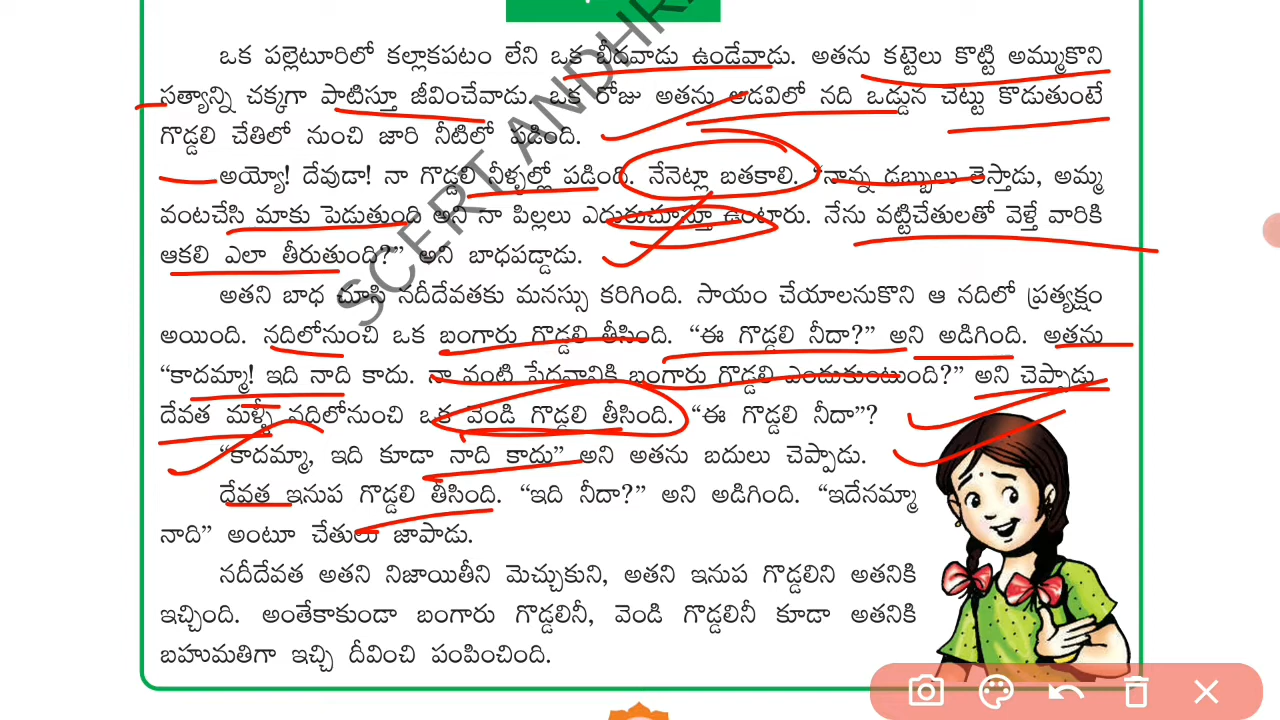 ఒక పల్లెటూరిలో కల్లాకపటం లేని ఒక బీదవాడు ఉండేవాడు. అతను కట్టెలు కొట్టి అమ్ముకొని
సత్యాన్ని చక్కగా పాటిస్తూ జీవించేవాడు. ఒక రోజు అతను అడవిలో నది ఒడ్డున చెట్టు కొడుతుంటే
గొడ్డలి చేతిలో నుంచి జారి నీటిలో పడింది.
అయ్యో! దేవుడా! నా గొడ్డలి నీళ్ళల్లో పడింది. నేనెట్లా బతకాలి. “నాన్న డబ్బులు తెస్తాడు, అమ్మ
వంటచేసి మాకు పెడుతుంది అని నా పిల్లలు ఎదురుచూస్తూ ఉంటారు. నేను వట్టిచేతులతో వెళ్తే వారికి
ఆకలి ఎలా తీరుతుంది?” అని బాధపడ్డాడు.
అతని బాధ చూసి నదీదేవతకు మనస్సు కరిగింది. సాయం చేయాలనుకొని ఆ నదిలో ప్రత్యక్షం
అయింది. నదిలోనుంచి ఒక బంగారు గొడ్డలి తీసింది. “ఈ గొడ్డలి నీదా?” అని అడిగింది. అతను
“కాదమ్మా! ఇది నాది కాదు. నా వంటి పేదవానికి బంగారు గొడ్డలి ఎందుకుంటుంది?” అని చెప్పాడు.
దేవత మళ్ళీ నదిలోనుంచి ఒక వెండి గొడ్డలి తీసింది. “ఈ గొడ్డలి నీదా”?
“కాదమ్మా, ఇది కూడా నాది కాదు” అని అతను బదులు చెప్పాడు.
దేవత ఇనుప గొడ్డలి తీసింది. “ఇది నీదా?” అని అడిగింది. “ఇదేనమ్మా
నాది” అంటూ చేతులు జాపాడు.
నదీదేవత అతని నిజాయితీని మెచ్చుకుని, అతని ఇనుప గొడ్డలిని అతనికి
ఇచ్చింది. అంతేకాకుండా బంగారు గొడ్డలినీ, వెండి గొడ్డలినీ కూడా అతనికి
బహుమతిగా ఇచ్చి దీవించి పంపించింది.
SCERT ANDHRA